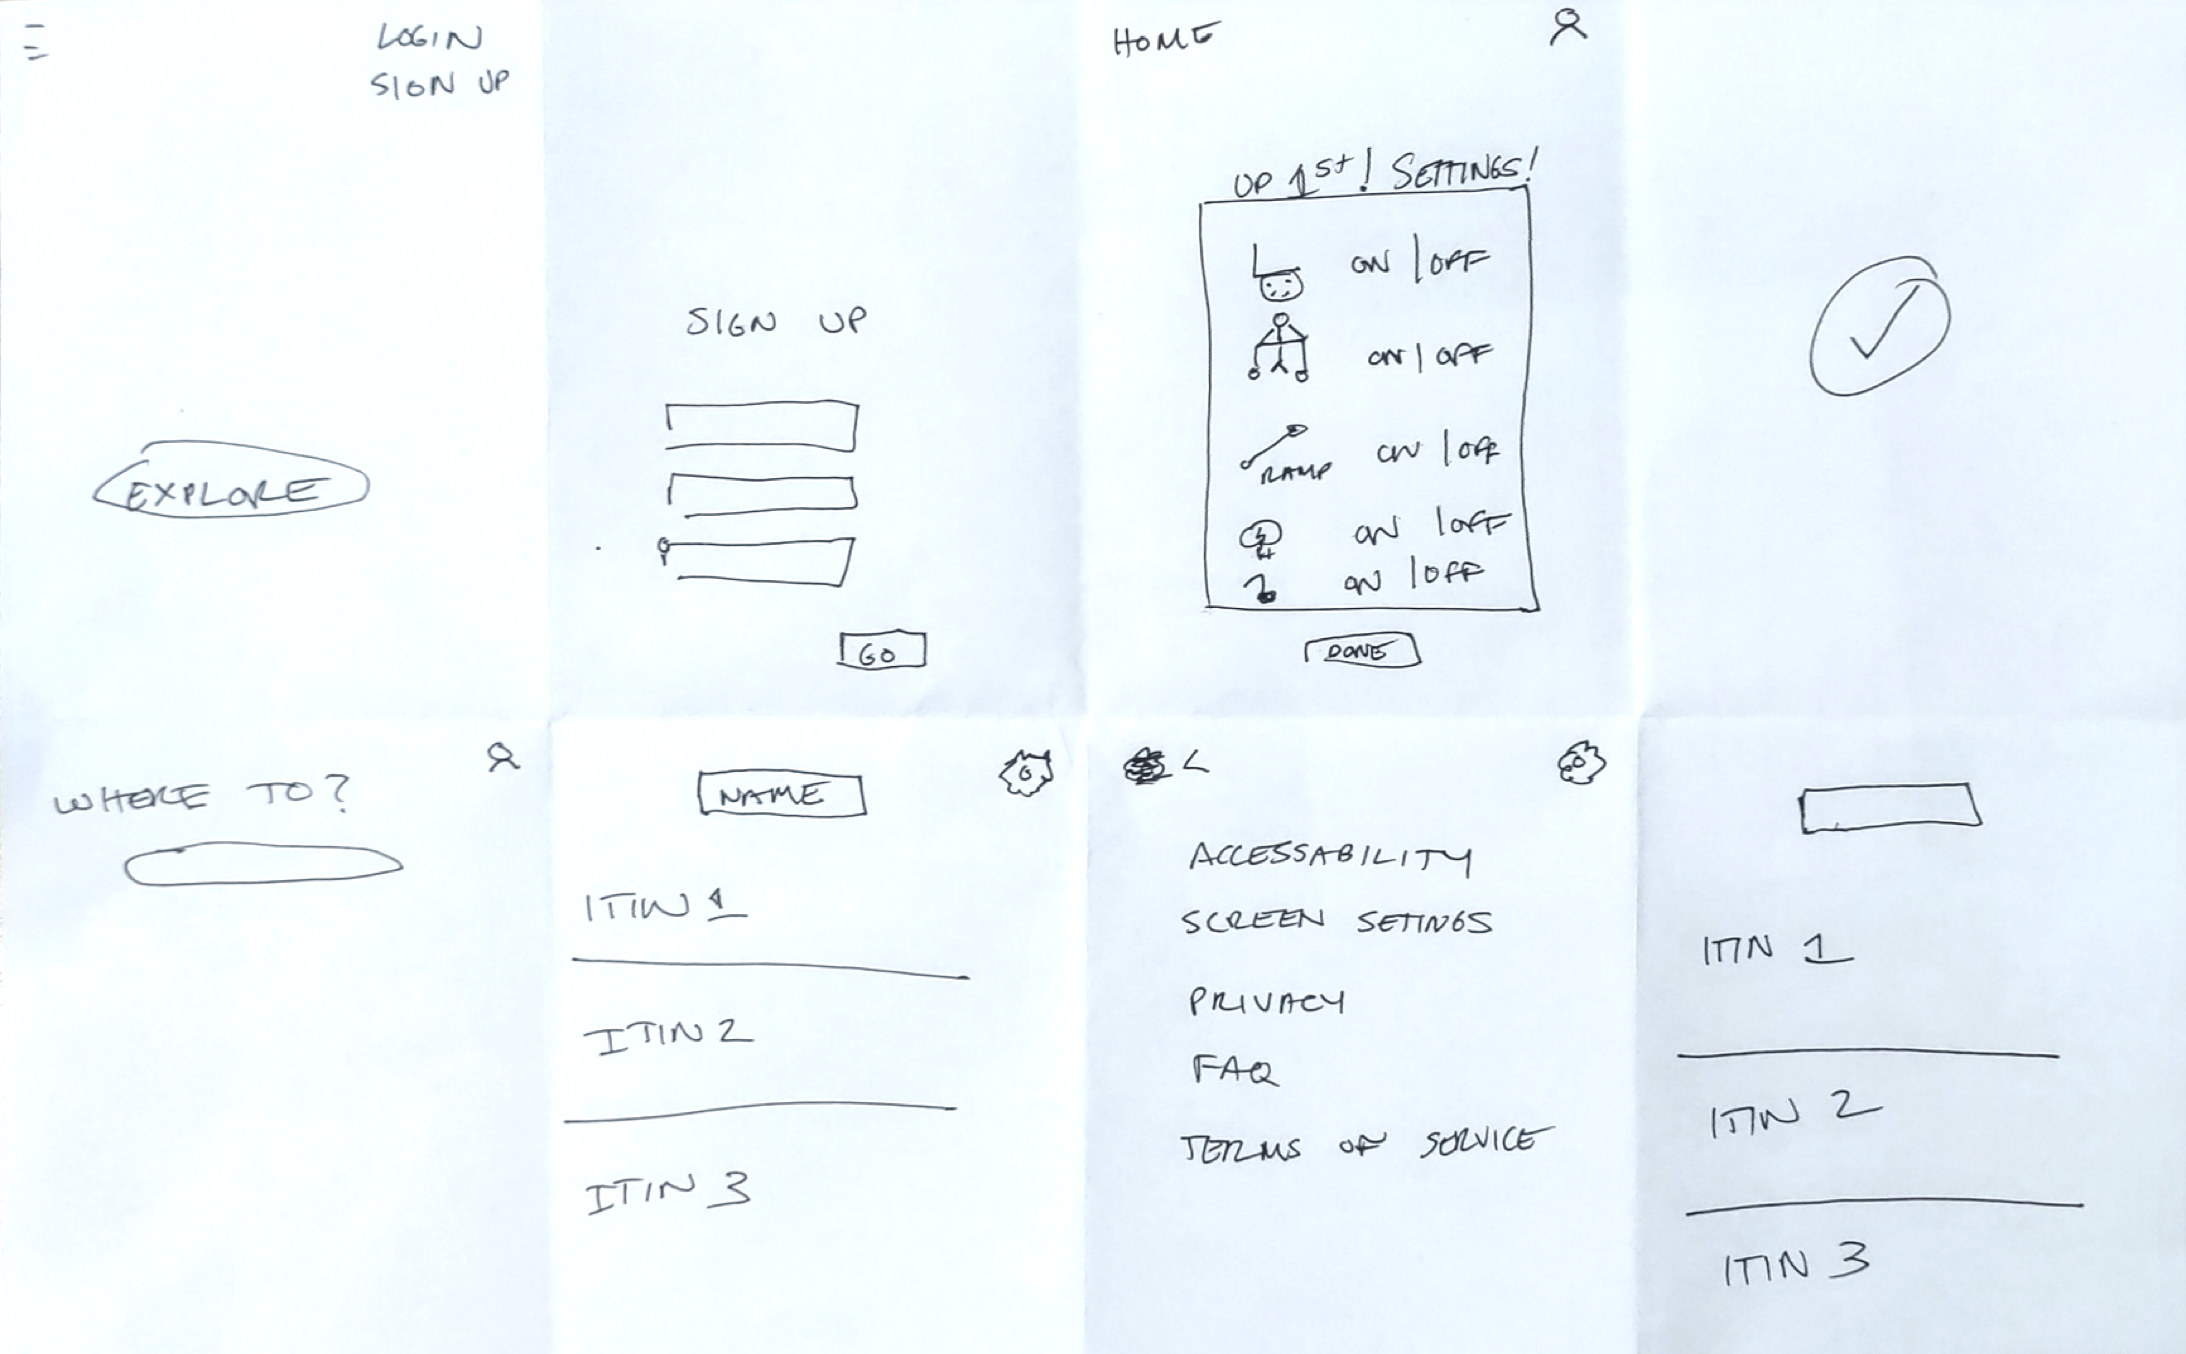 LOGIN
SIGN UP
EXPLORE
SIGN UP
GO
HOME
UP 1st! SETTINGS!
ON | OFF
ON | OFF
RAMP ON | OFF
ON | OFF
ON | OFF
DONE
WHERE TO?
NAME
ITIN 1
ITIN 2
ITIN 3
<
ACCESSABILITY
SCREEN SETINGS
PRIVACY
FAQ
TERMS OF SERVICE
ITIN 1
ITIN 2
ITIN 3